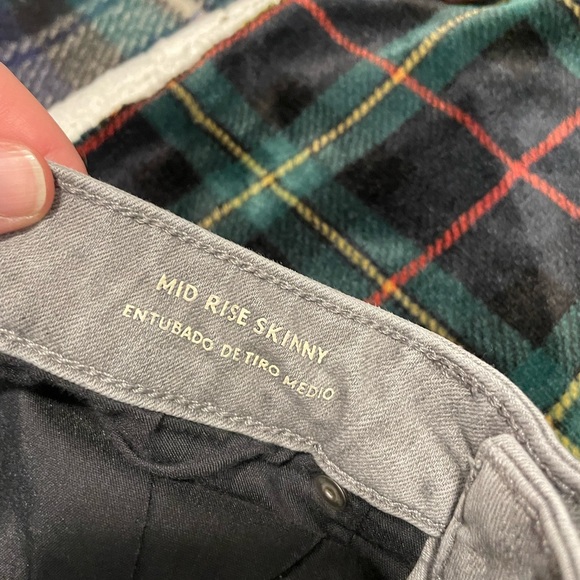 MID RISE SKINNY
ENTUBADO DE TIRO MEDIO